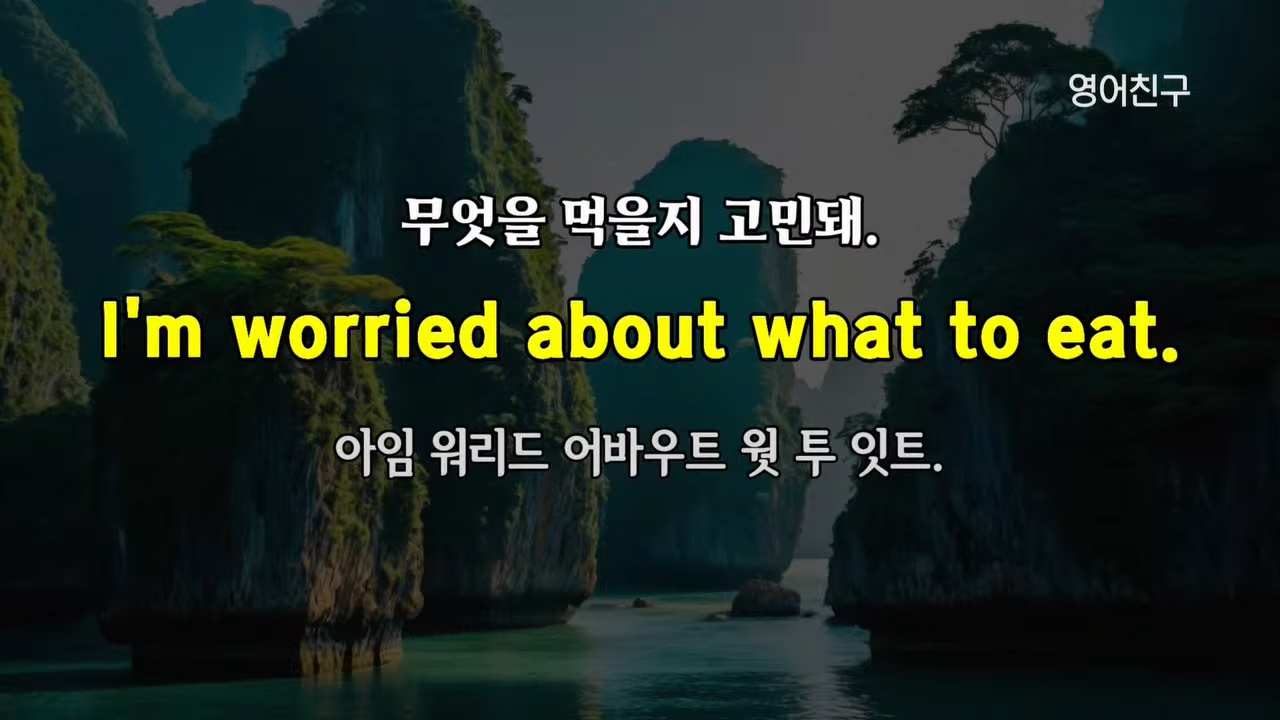 영어친구
무엇을 먹을지 고민돼.
I'm worried about what to eat.
아임 워리드 어바우트 웟 투 잇트.